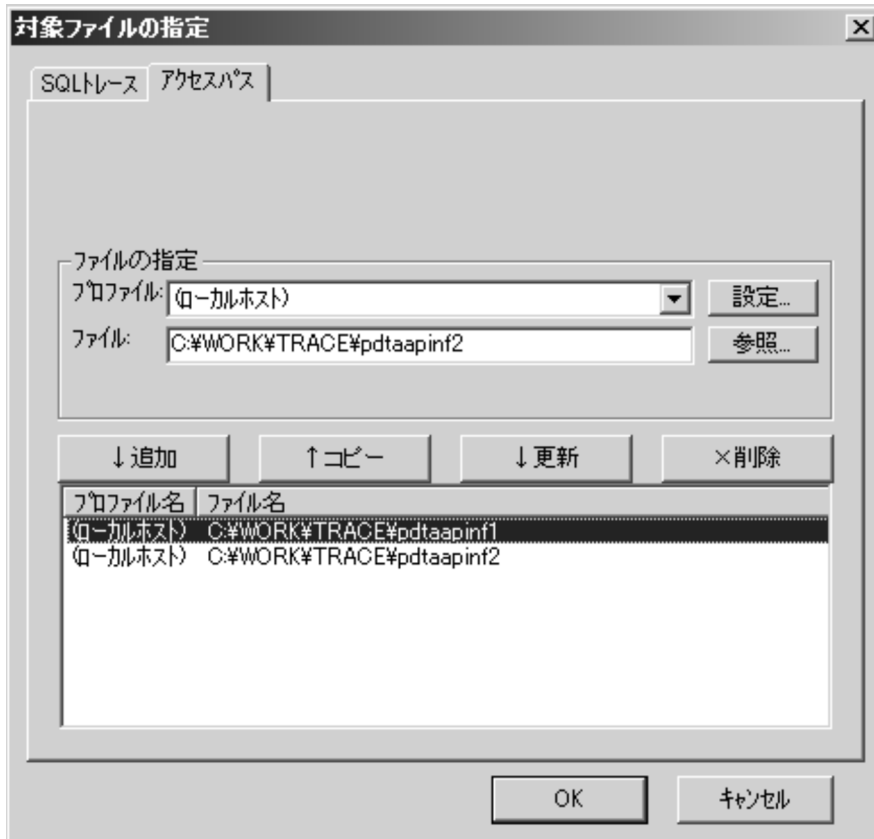 対象ファイルの指定
SQLトレース アクセスパス
ファイルの指定
プロファイル: (ローカルホスト) 設定...
ファイル: C:¥WORK¥TRACE¥pdtaapinf2 参照...
↓追加 ↑コピー ↓更新 ×削除
プロファイル名 ファイル名
(ローカルホスト) C:¥WORK¥TRACE¥pdtaapinf1
(ローカルホスト) C:¥WORK¥TRACE¥pdtaapinf2
OK キャンセル